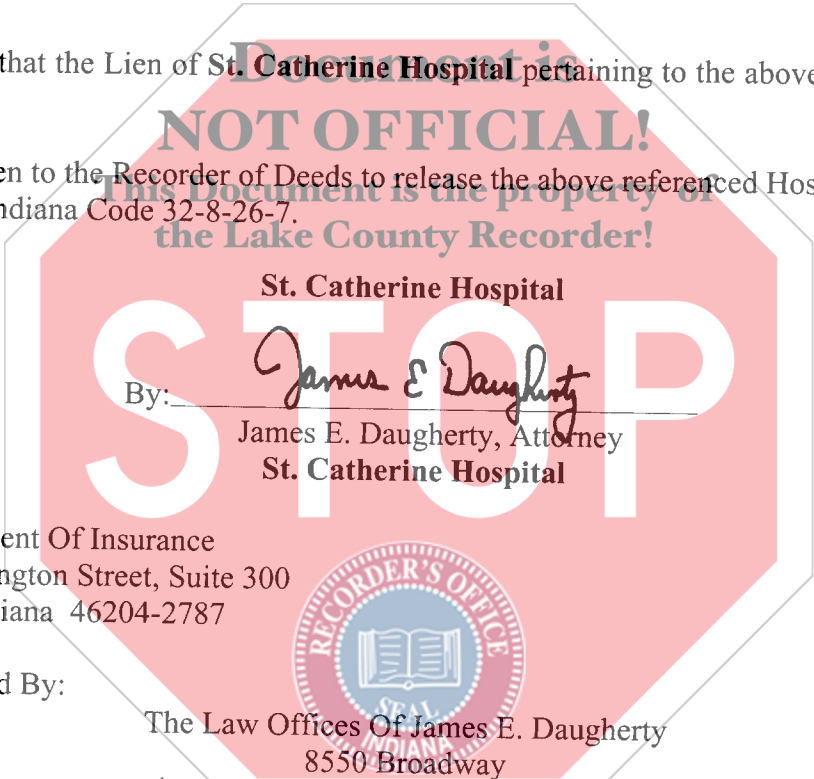 that the Lien of St. Catherine Hospital pertaining to the above
Document is
NOT OFFICIAL!
en to the Recorder of Deeds to release the above referenced Hos
This Document is the property of
ndiana Code 32-8-26-7.
the Lake County Recorder!
St. Catherine Hospital
STOP
James E Daugherty
By:
James E. Daugherty, Attorney
St. Catherine Hospital
ent Of Insurance
ngton Street, Suite 300
iana 46204-2787
RECORDER'S OFFICE
SEAL
INDIANA
d By:
The Law Offices Of James E. Daugherty
8550 Broadway